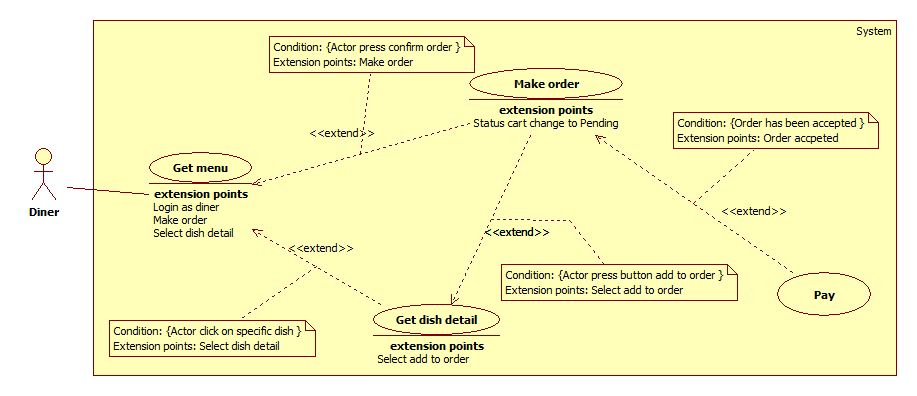 System
Condition: {Actor press confirm order }
Extension points: Make order
Make order
extension points
Status cart change to Pending
Condition: {Order has been accepted }
Extension points: Order accpeted
<<extend>>
Get menu
extension points
Login as diner
Make order
Select dish detail
Diner
<<extend>>
<<extend>>
<<extend>>
Condition: {Actor press button add to order }
Extension points: Select add to order
Pay
Condition: {Actor click on specific dish }
Extension points: Select dish detail
Get dish detail
extension points
Select add to order